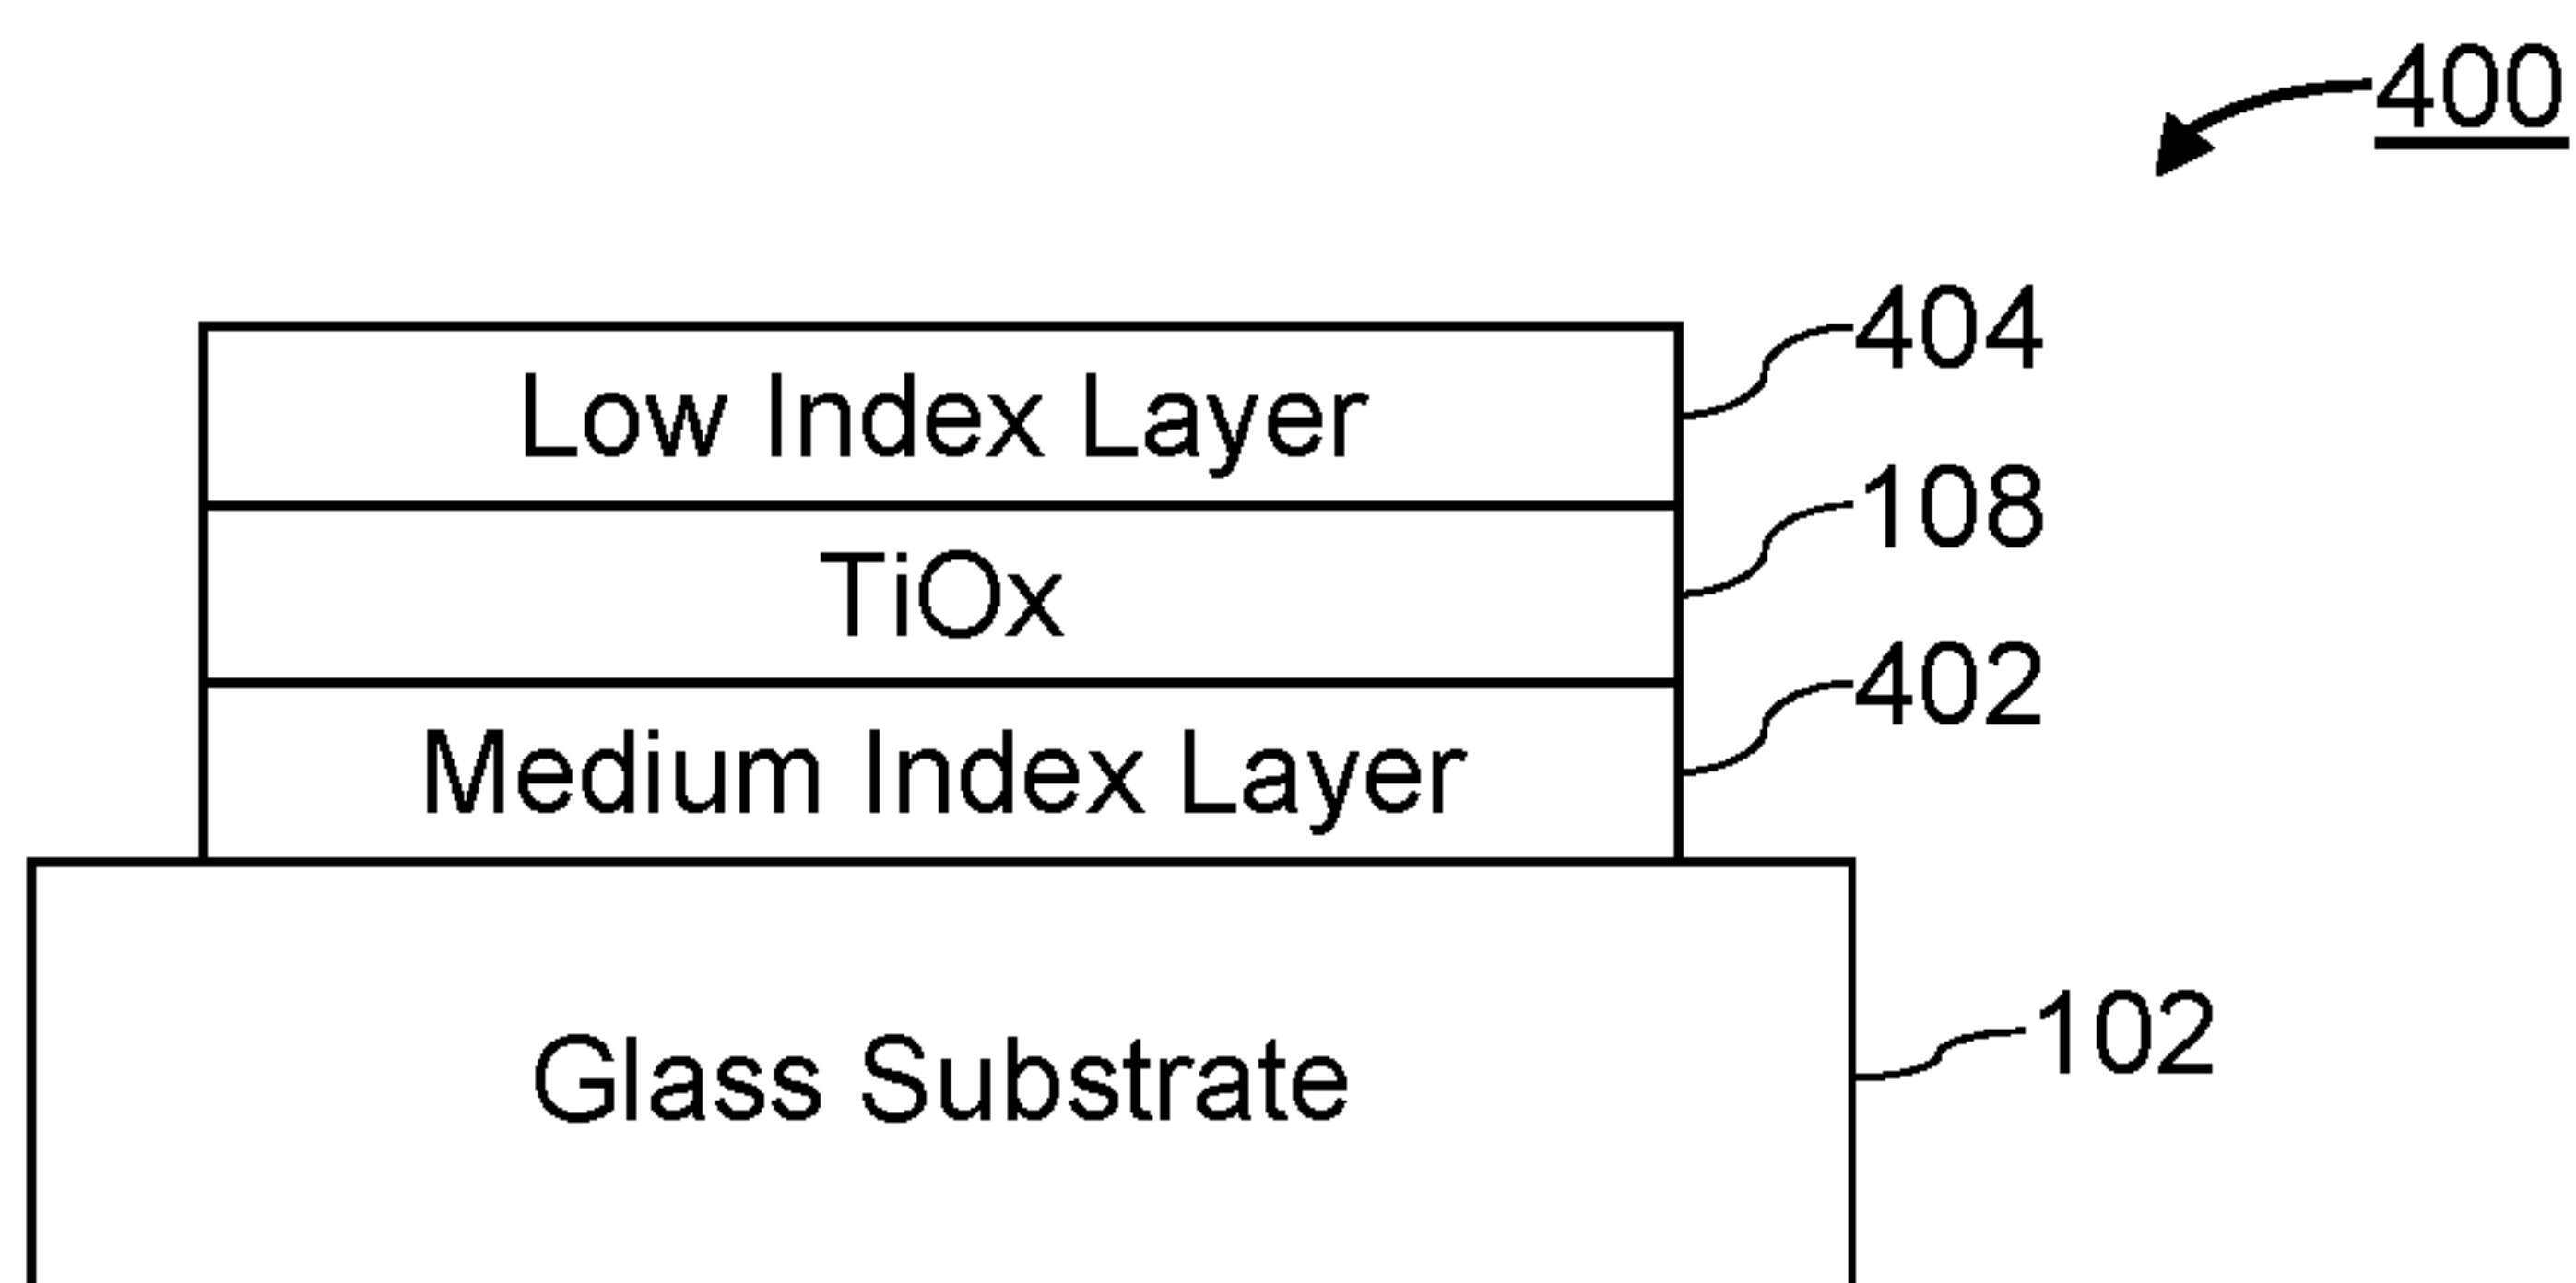 400
Low Index Layer
404
TiOx
108
Medium Index Layer
402
Glass Substrate
102